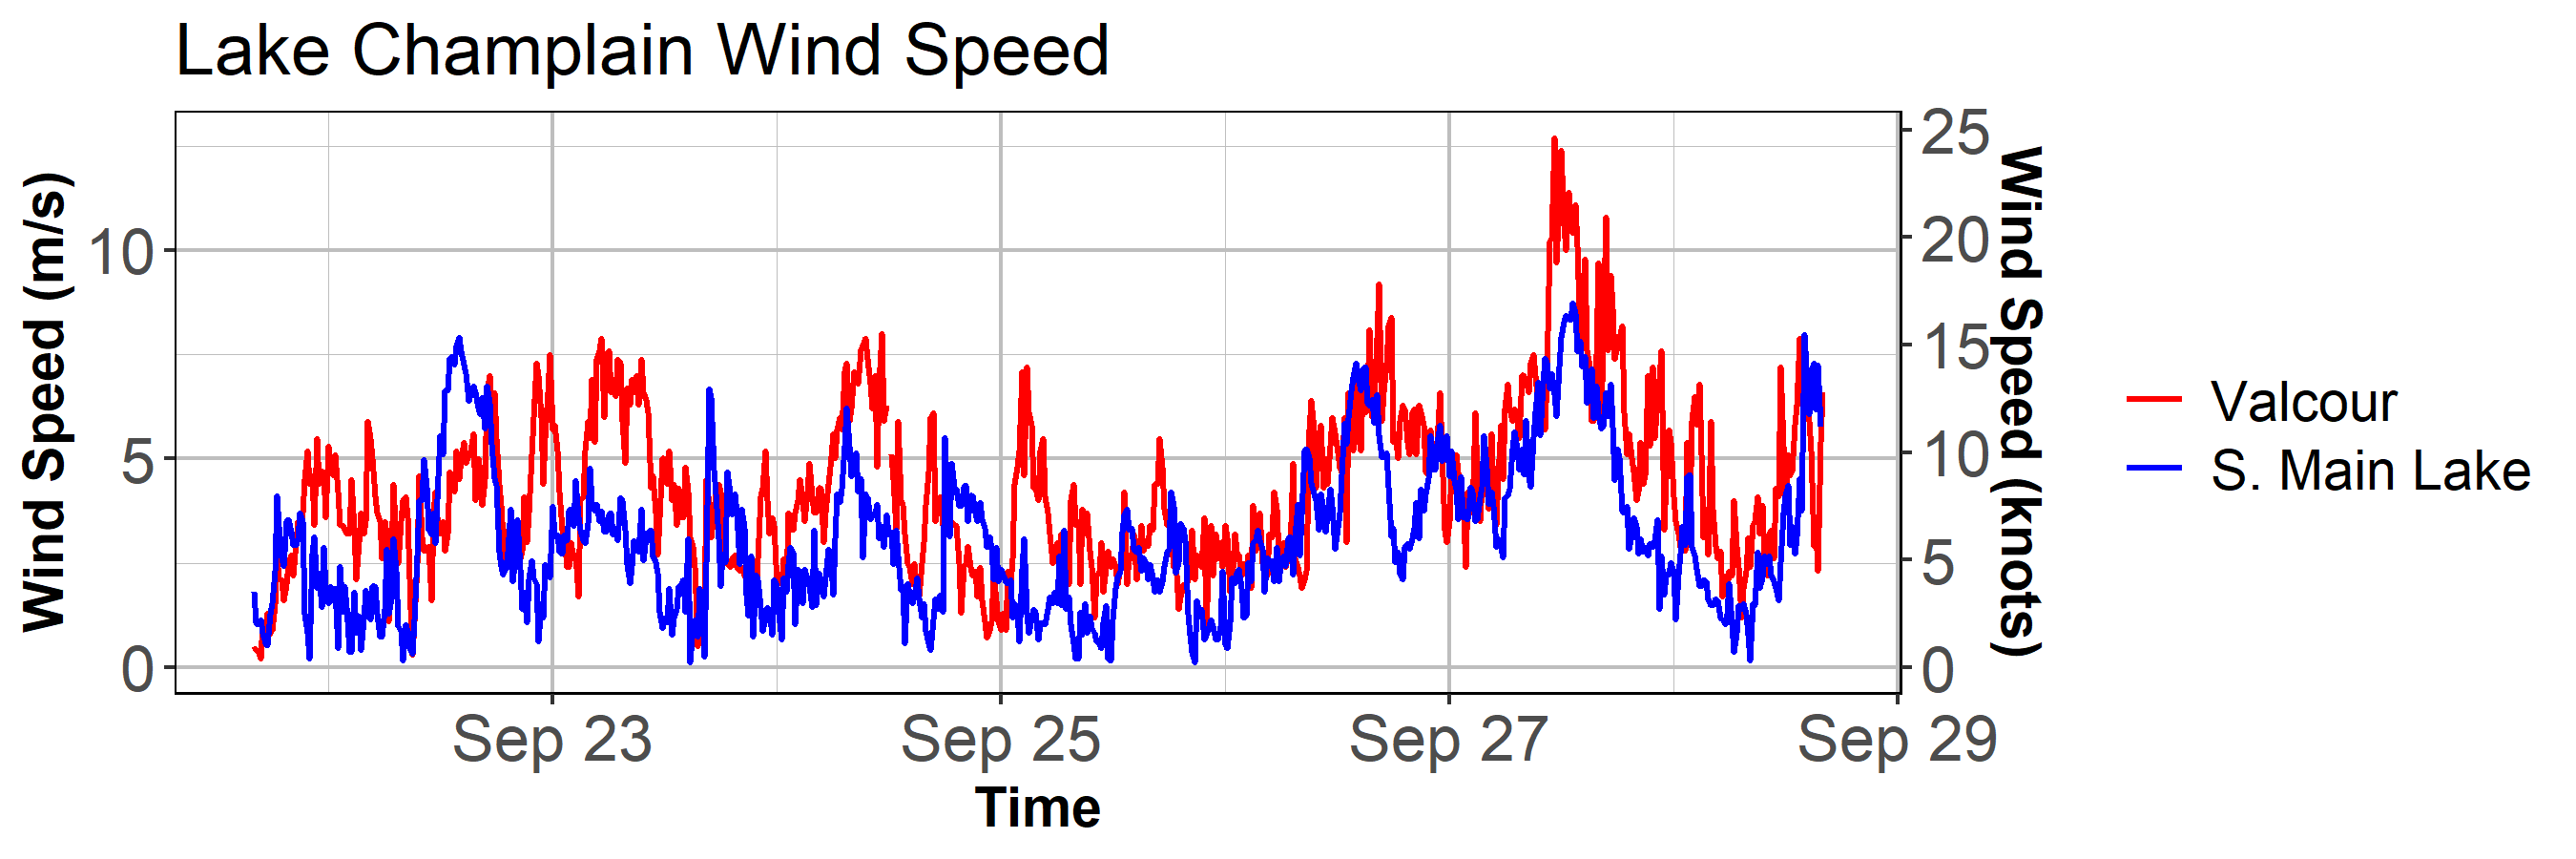 Lake Champlain Wind Speed
Wind Speed (m/s)
10
5
0
25
20
15
10
5
0
Wind Speed (knots)
Sep 23
Sep 25
Sep 27
Sep 29
Time
Valcour
S. Main Lake